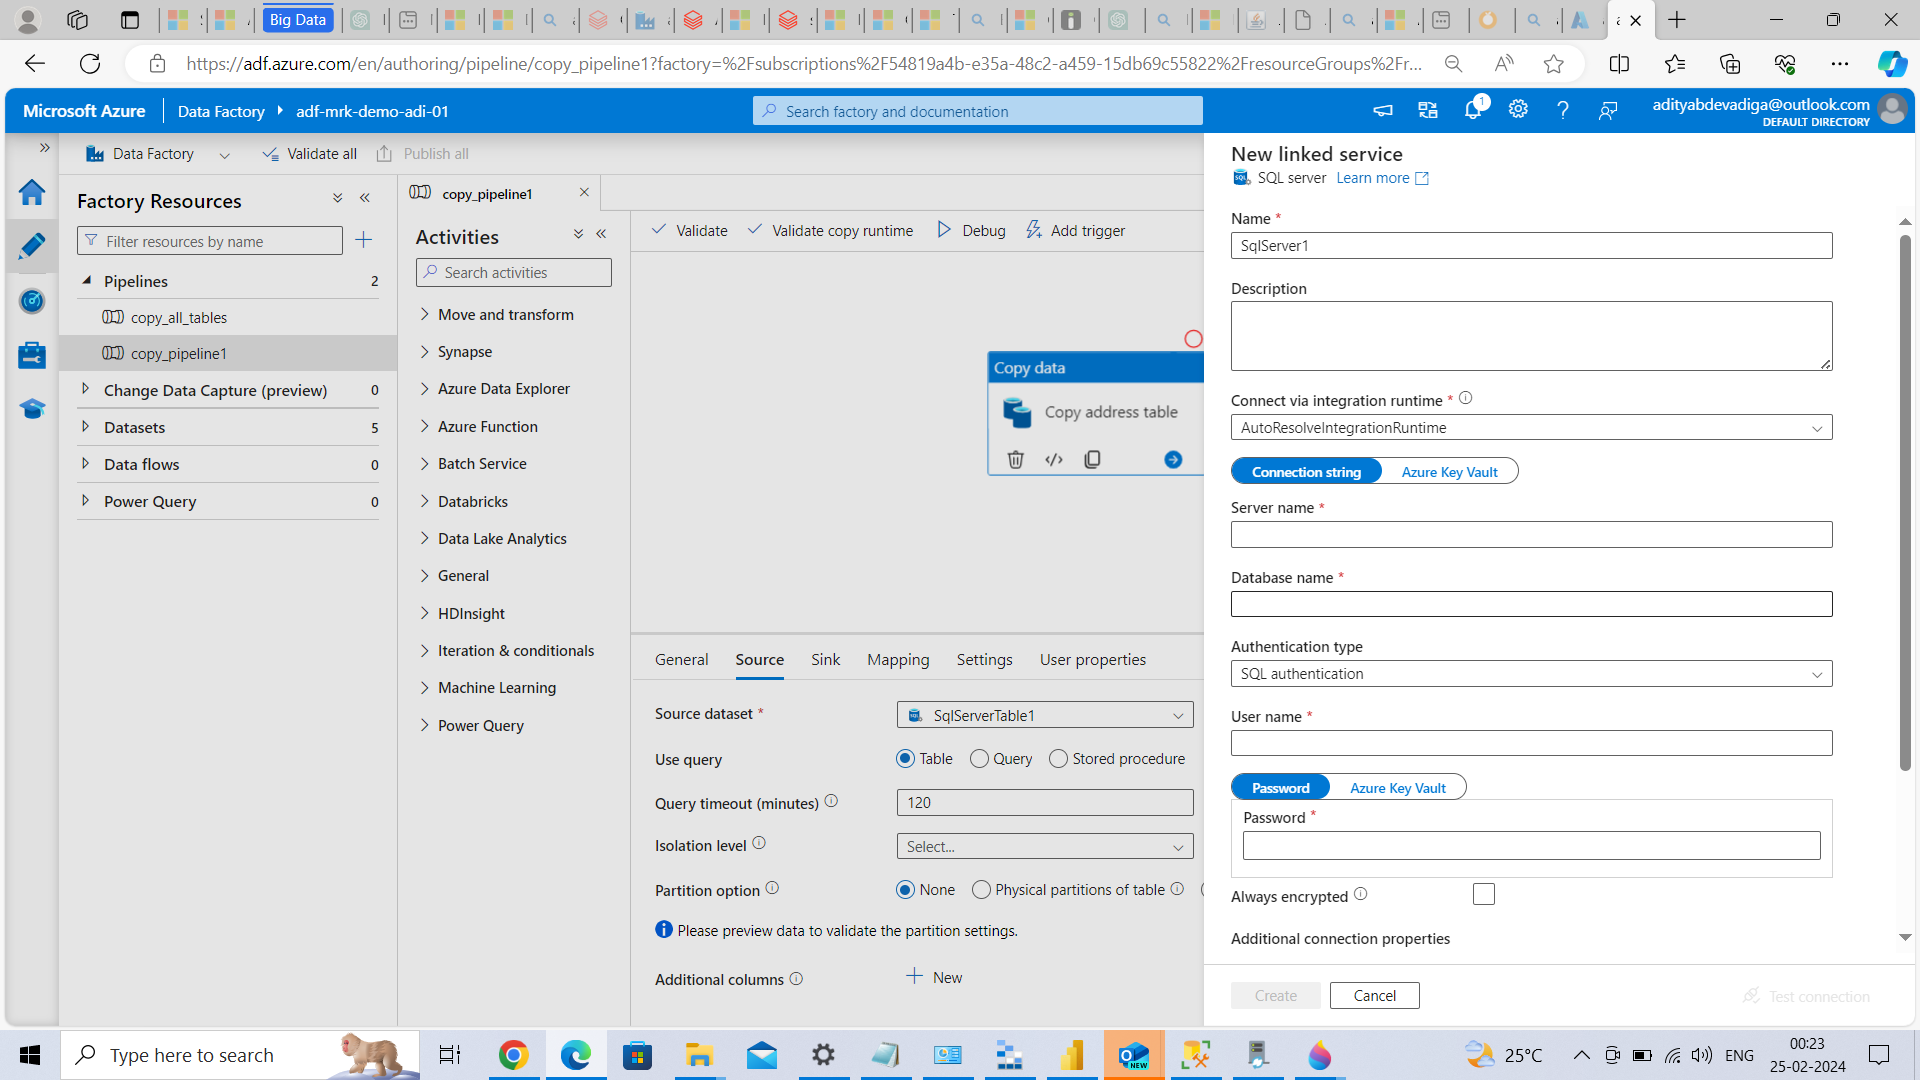 Big Data
https://adf.azure.com/en/authoring/pipeline/copy_pipeline1?factory=%2Fsubscriptions%2F54819a4b-e35a-48c2-a459-15db69c55822%2FresourceGroups%2Fr...
Microsoft Azure
Data Factory
adf-mrk-demo-adi-01
Search factory and documentation
1
adityabdevadiga@outlook.com
DEFAULT DIRECTORY
Data Factory
Validate all
Publish all
Factory Resources
Filter resources by name
Pipelines 2
copy_all_tables
copy_pipeline1
Change Data Capture (preview) 0
Datasets 5
Data flows 0
Power Query 0
copy_pipeline1
Activities
Search activities
Move and transform
Synapse
Azure Data Explorer
Azure Function
Batch Service
Databricks
Data Lake Analytics
General
HDInsight
Iteration & conditionals
Machine Learning
Power Query
Validate
Validate copy runtime
Debug
Add trigger
Copy data
Copy address table
General
Source
Sink
Mapping
Settings
User properties
Source dataset *
SqlServerTable1
Use query
Table
Query
Stored procedure
Query timeout (minutes)
120
Isolation level
Select...
Partition option
None
Physical partitions of table
Please preview data to validate the partition settings.
Additional columns
New
New linked service
SQL server Learn more
Name *
SqlServer1
Description
Connect via integration runtime *
AutoResolveIntegrationRuntime
Connection string
Azure Key Vault
Server name *
Database name *
Authentication type
SQL authentication
User name *
Password
Azure Key Vault
Password *
Always encrypted
Additional connection properties
Create
Cancel
Test connection
Type here to search
NEW
25°C
ENG
00:23
25-02-2024